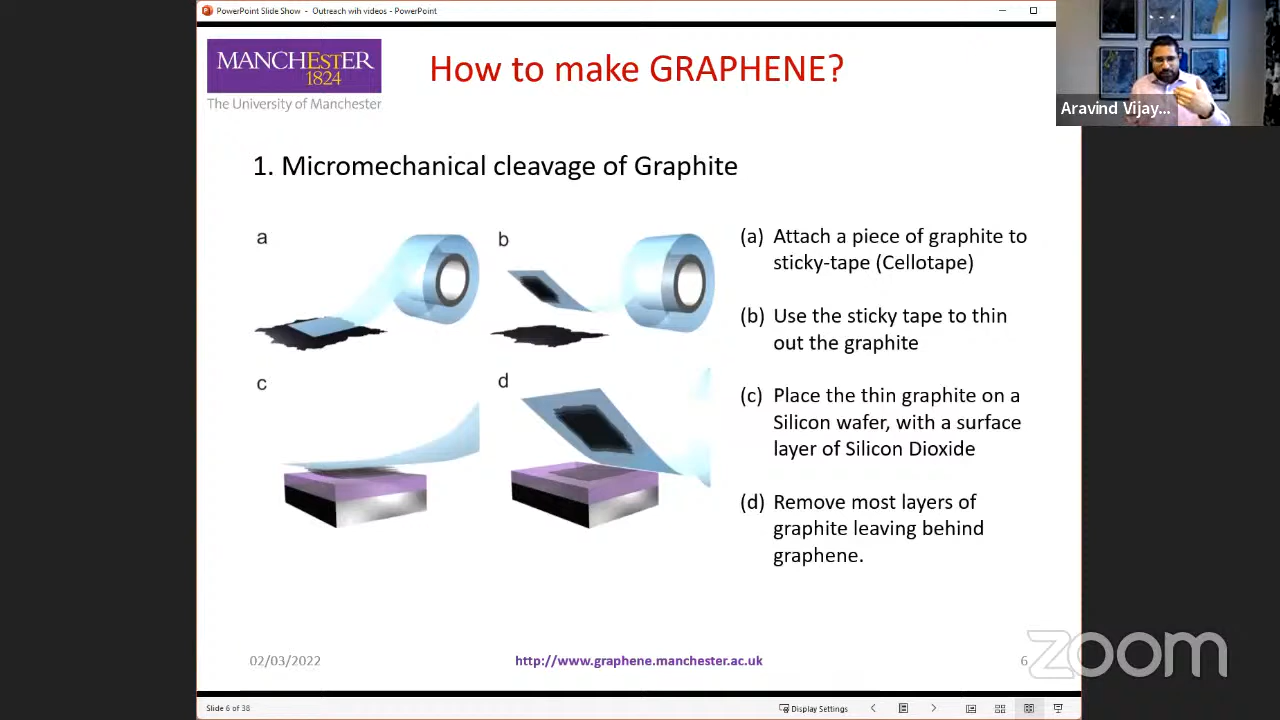 PowerPoint Slide Show - Outreach wih videos - PowerPoint
MANCHEstER
1824
The University of Manchester
How to make GRAPHENE?
Aravind Vijay...
1. Micromechanical cleavage of Graphite
a
b
c
d
(a) Attach a piece of graphite to
sticky-tape (Cellotape)
(b) Use the sticky tape to thin
out the graphite
(c) Place the thin graphite on a
Silicon wafer, with a surface
layer of Silicon Dioxide
(d) Remove most layers of
graphite leaving behind
graphene.
02/03/2022
http://www.graphene.manchester.ac.uk
6
zoom
Slide 6 of 38
Display Settings